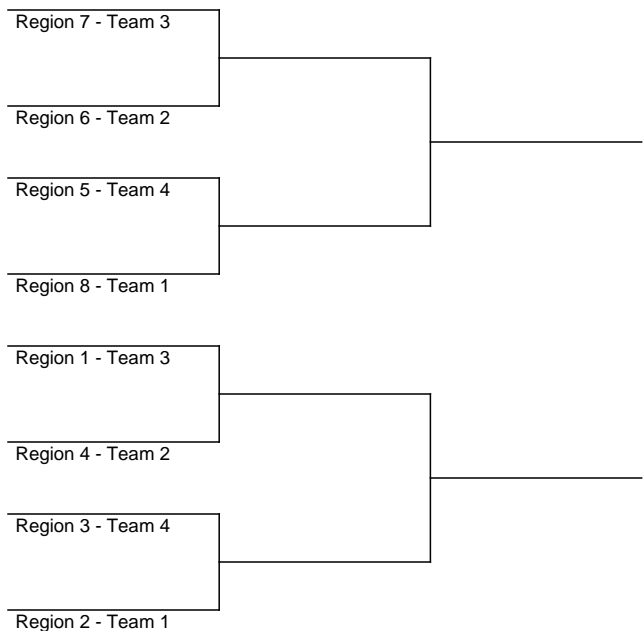 Region 7 - Team 3
Region 6 - Team 2
Region 5 - Team 4
Region 8 - Team 1
Region 1 - Team 3
Region 4 - Team 2
Region 3 - Team 4
Region 2 - Team 1